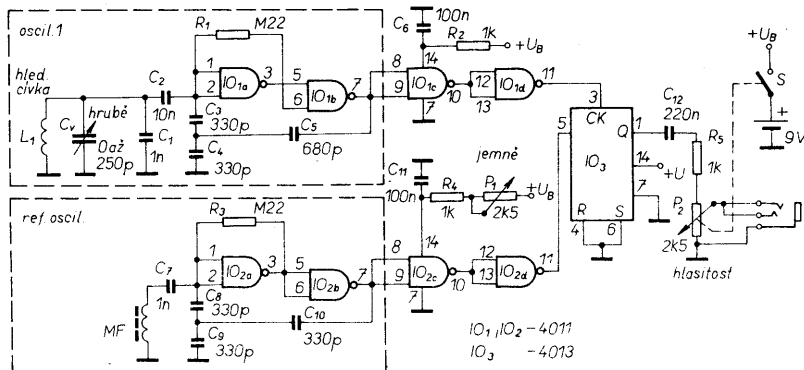 oscil.1
R1 M22
C6 100n
R2 1k
+UB
hled. cívka
C2 10n
1
2
IO1a
3
5
6
IO1b
7
8
9
14
IO1c
7
10
12
13
IO1d
11
+UB
S
L1
Cv
hrubě
0 až 250p
C1 1n
C3 330p
C4 330p
C5 680p
9V
3
CK
5
Q
1
IO3
14
+U
7
R
S
4
6
C12 220n
R5 1k
P2 2k5
hlasitost
ref. oscil.
R3 M22
C11 100n
R4 1k
jemně
P1 2k5
+UB
C7 1n
1
2
IO2a
3
5
6
IO2b
7
8
9
14
IO2c
7
10
12
13
IO2d
11
MF
C8 330p
C9 330p
C10 330p
IO1, IO2 - 4011
IO3 - 4013